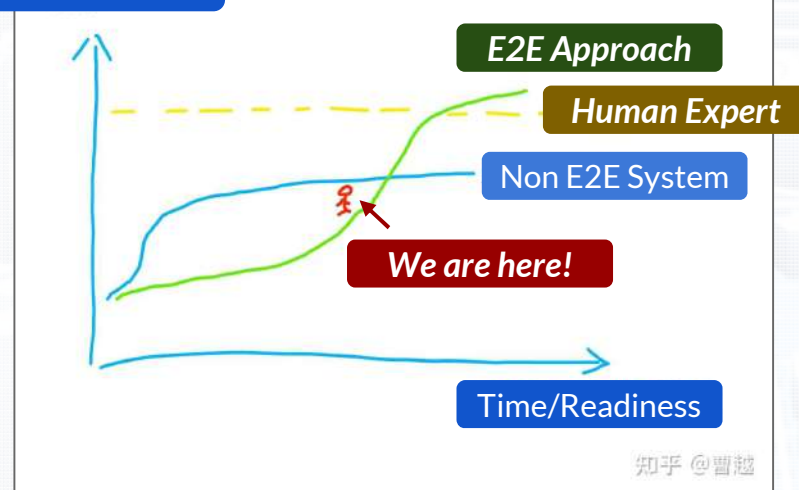 E2E Approach
Human Expert
Non E2E System
We are here!
Time/Readiness
知乎 @曹越